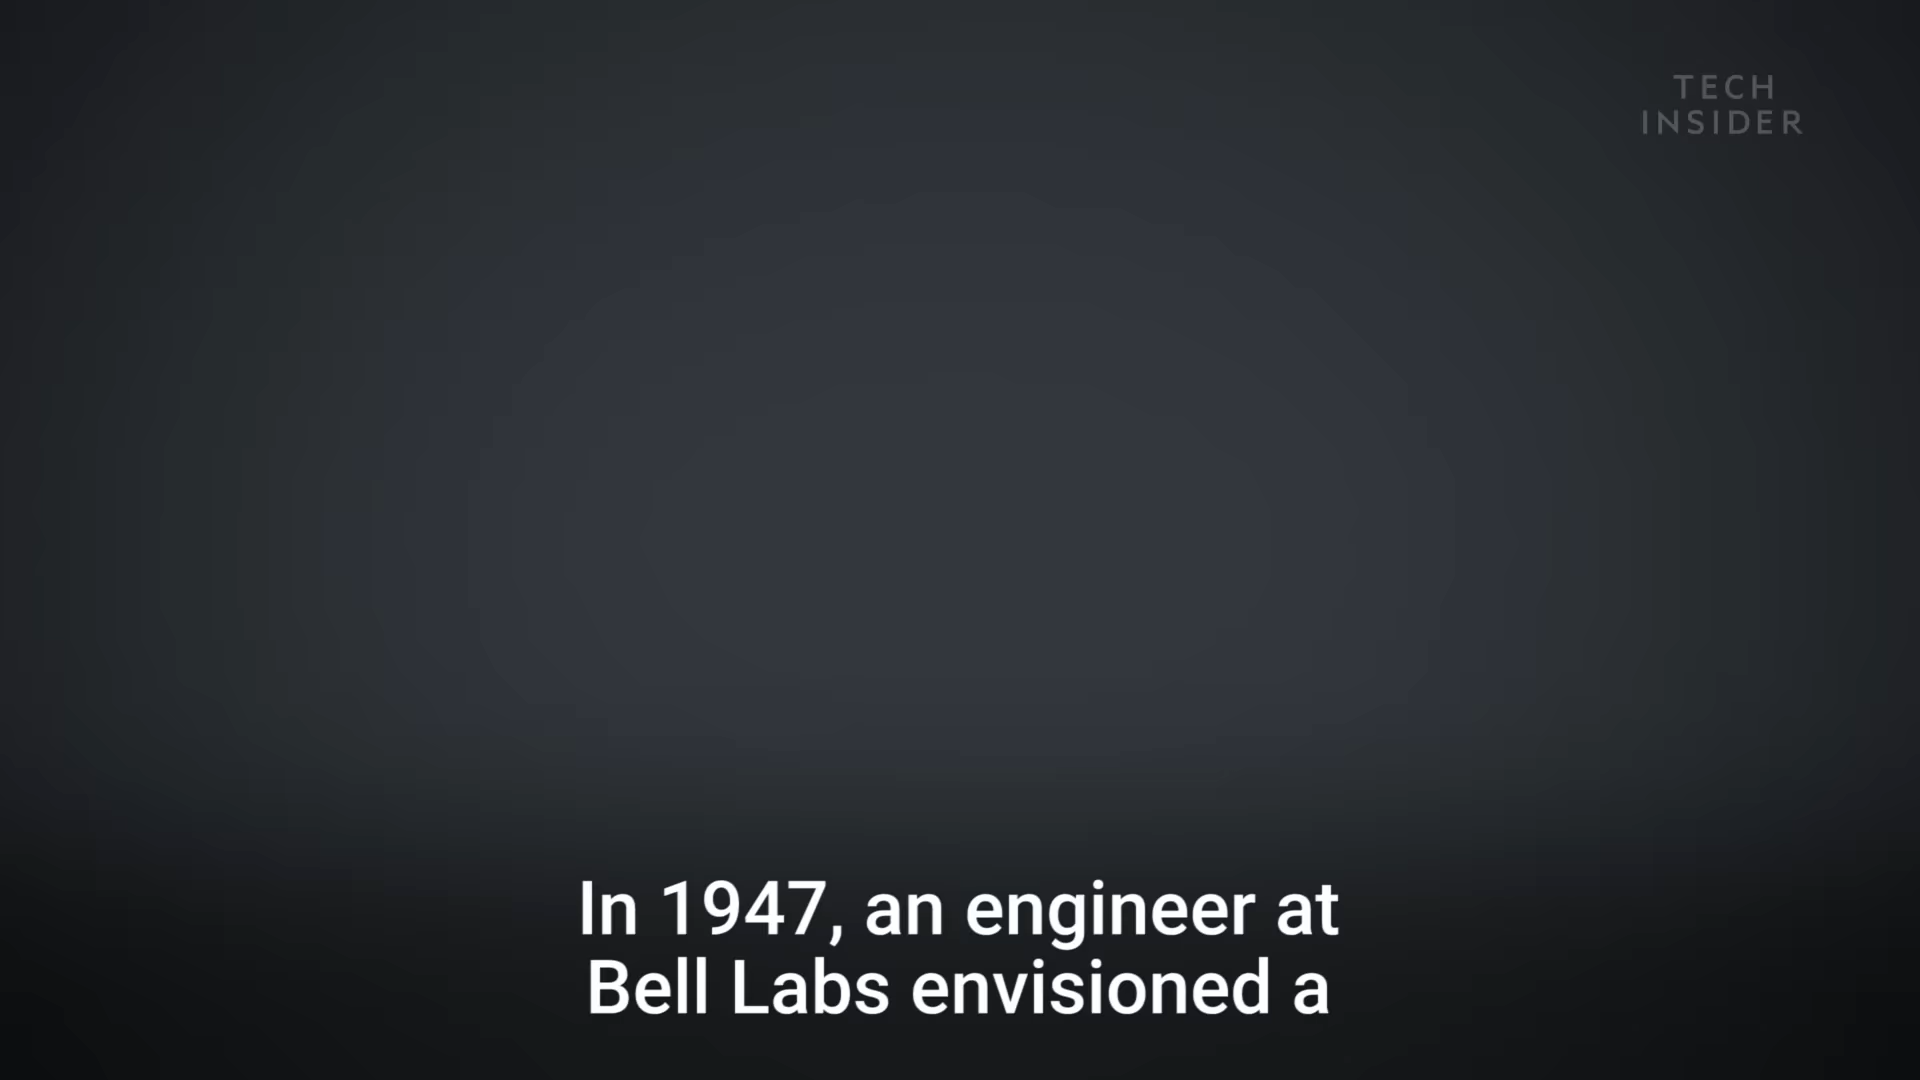 TECH
INSIDER
In 1947, an engineer at
Bell Labs envisioned a